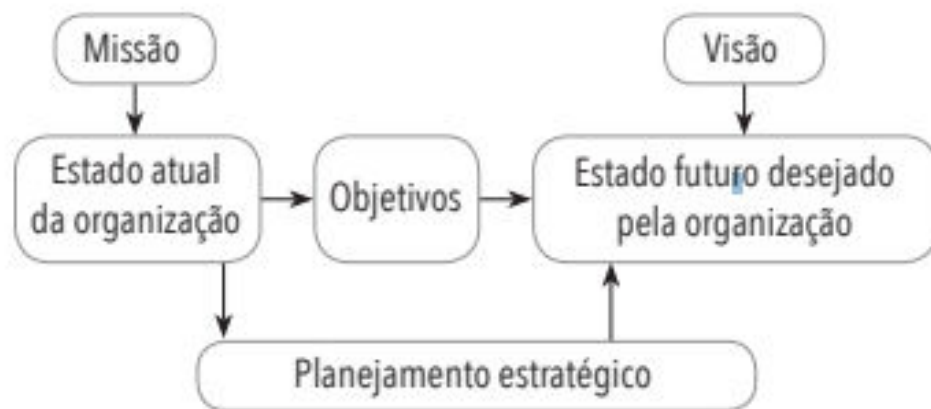 Missão
Visão
Estado atual
da organização
Objetivos
Estado futuro desejado
pela organização
Planejamento estratégico